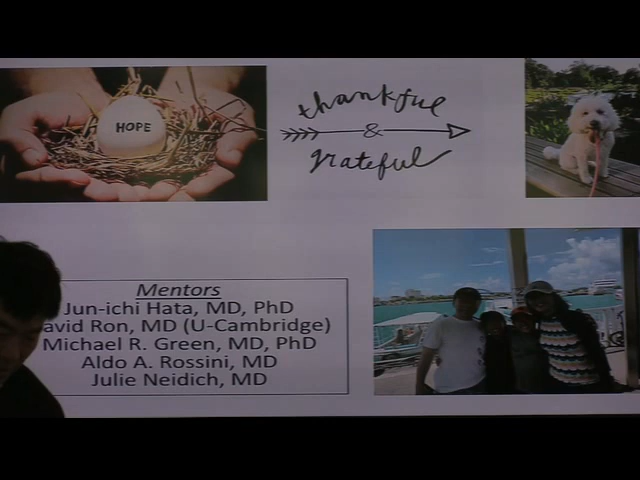 HOPE
thankful
&
grateful
Mentors
Jun-ichi Hata, MD, PhD
avid Ron, MD (U-Cambridge)
Michael R. Green, MD, PhD
Aldo A. Rossini, MD
Julie Neidich, MD